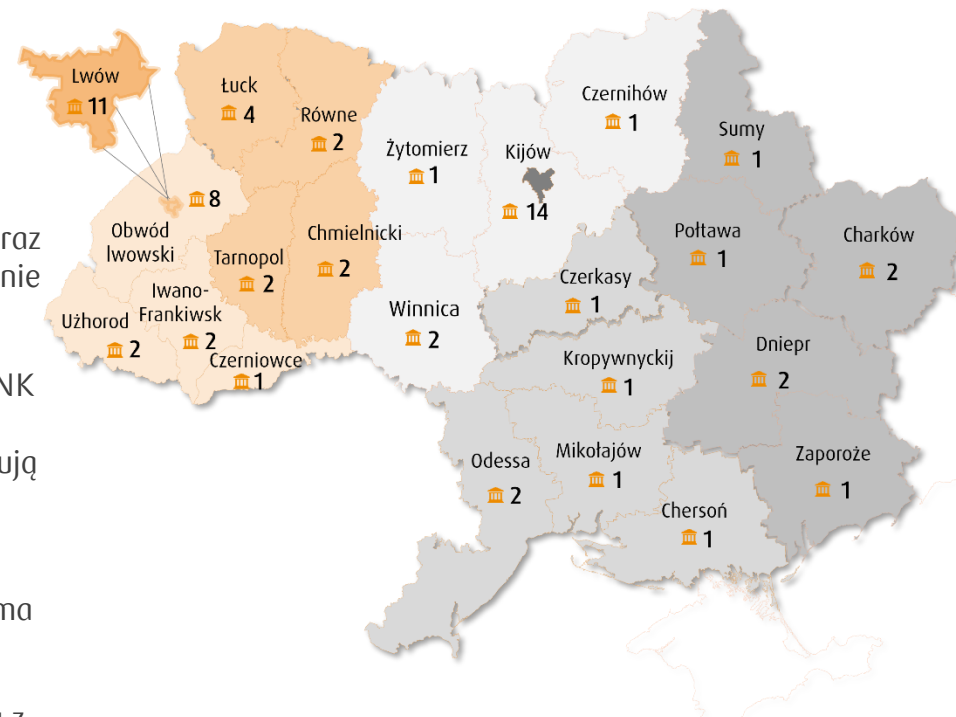 Lwów
11
Łuck
4
Równe
2
Żytomierz
1
Kijów
14
Czernihów
1
Sumy
1
8
Obwód
lwowski
Tarnopol
2
Chmielnicki
2
Połtawa
1
Charków
2
Czerkasy
1
Użhorod
2
Iwano-
Frankiwsk
2
Czerniowce
1
Winnica
2
Kropywnyckij
1
Dniepr
2
Odessa
2
Mikołajów
1
Zaporoże
1
Chersoń
1
raz
nie
NK
ują
ma